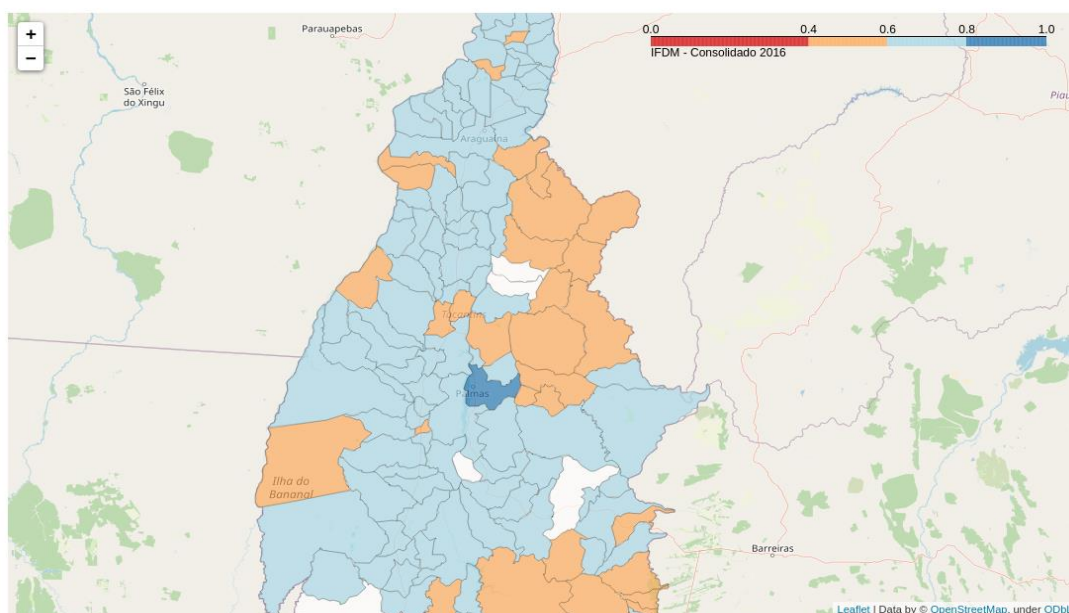 +
−
Parauapebas
0.0 0.4 0.6 0.8 1.0
IFDM - Consolidado 2016
São Félix
do Xingu
Piau
Araguaína
Tocantins
Palmas
Ilha do
Bananal
Barreiras
Leaflet | Data by © OpenStreetMap, under ODbl